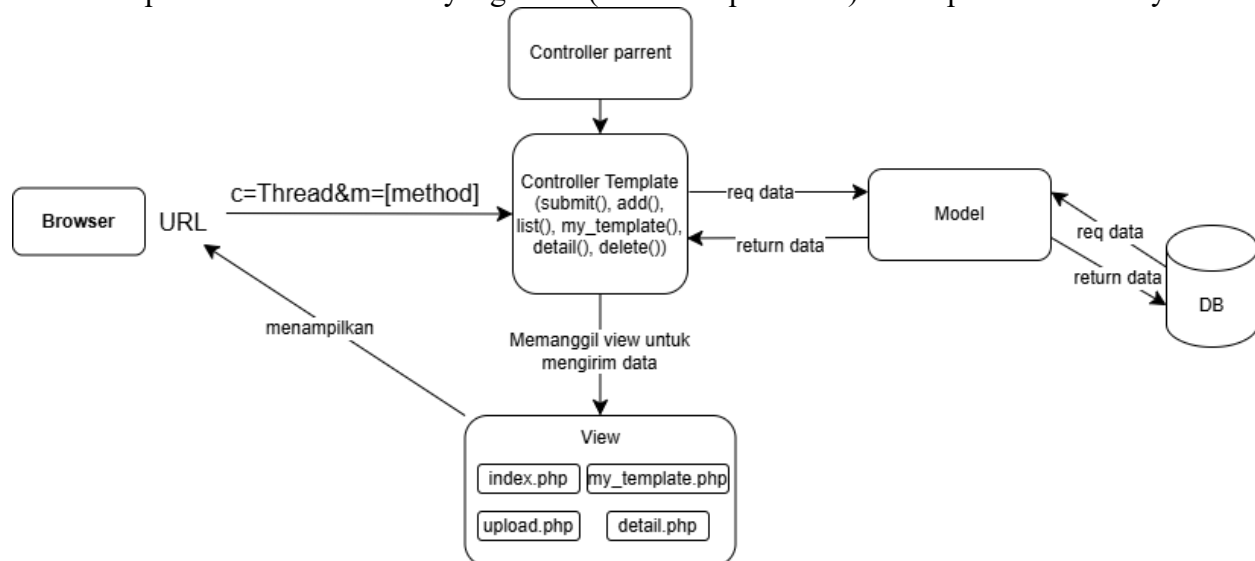 Controller parrent
Browser
URL
c=Thread&m=[method]
Controller Template
(submit(), add(),
list(), my_template(),
detail(), delete())
req data
return data
Model
req data
return data
DB
menampilkan
Memanggil view untuk
mengirim data
View
index.php
my_template.php
upload.php
detail.php